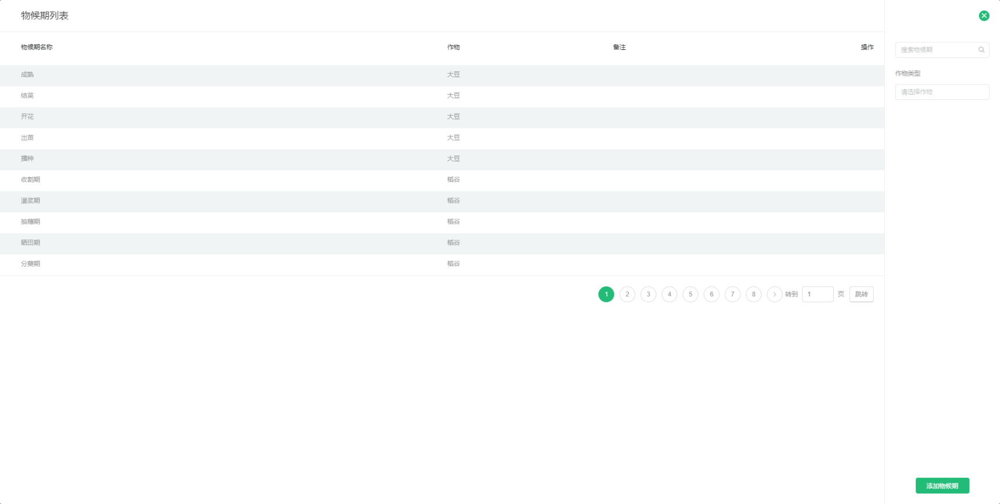 物候期列表
物候期名称 作物 备注 操作
成熟 大豆
结荚 大豆
开花 大豆
出苗 大豆
播种 大豆
收割期 稻谷
灌浆期 稻谷
抽穗期 稻谷
晒田期 稻谷
分蘖期 稻谷
1 2 3 4 5 6 7 8 > 转到 1 页 跳转
搜索物候期
作物类型
请选择作物
添加物候期